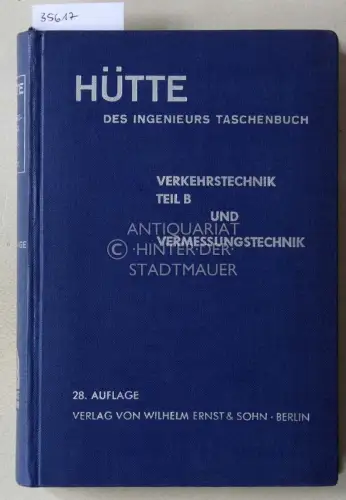 35617
HÜTTE
DES INGENIEURS TASCHENBUCH
VERKEHRSTECHNIK
TEIL B
UND
VERMESSUNGSTECHNIK
ANTIQUARIAT
© ·HINTER·DER·
STADTMAUER
28. AUFLAGE
VERLAG VON WILHELM ERNST & SOHN · BERLIN